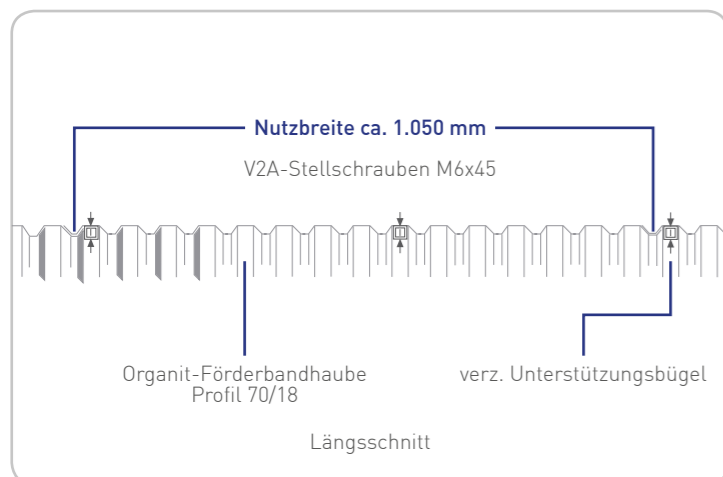 Nutzbreite ca. 1.050 mm
V2A-Stellschrauben M6x45
Organit-Förderbandhaube
Profil 70/18
verz. Unterstützungsbügel
Längsschnitt